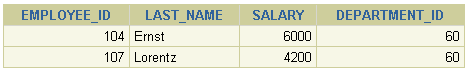 EMPLOYEE_ID LAST_NAME SALARY DEPARTMENT_ID
104 Ernst 6000 60
107 Lorentz 4200 60